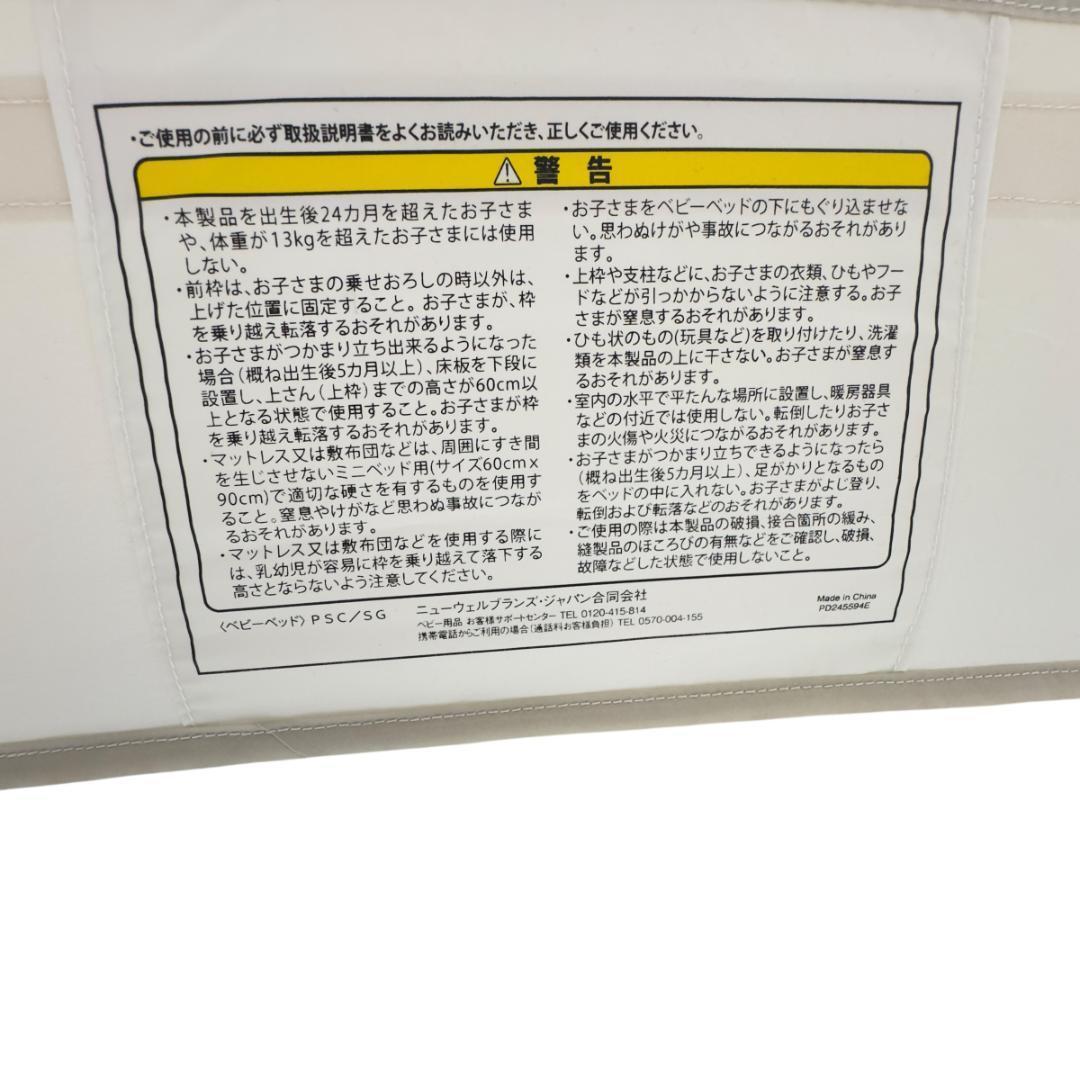 ・ご使用の前に必ず取扱説明書をよくお読みいただき、正しくご使用ください。
⚠警告
・本製品を出生後24カ月を超えたお子さま
や、体重が13kgを超えたお子さまには使用
しない。
・前枠は、お子さまの乗せおろしの時以外は、
上げた位置に固定すること。お子さまが、枠
を乗り越え転落するおそれがあります。
・お子さまがつかまり立ち出来るようになった
場合(概ね出生後5カ月以上)、床板を下段に
設置し、上さん(上枠)までの高さが60cm以
上となる状態で使用すること。お子さまが枠
を乗り越え転落するおそれがあります。
・マットレス又は敷布団などは、周囲にすき間
を生じさせないミニベッド用(サイズ60cm×
90cm)で適切な硬さを有するものを使用す
ること。窒息やけがなど思わぬ事故につなが
るおそれがあります。
・マットレス又は敷布団などを使用する際に
は、乳幼児が容易に枠を乗り越えて落下する
高さとならないよう注意してください。
・お子さまをベビーベッドの下にもぐり込ませな
い。思わぬけがや事故につながるおそれがあり
ます。
・上枠や支柱などに、お子さまの衣類、ひもやフー
ドなどが引っかからないように注意する。お子
さまが窒息するおそれがあります。
・ひも状のもの(玩具など)を取り付けたり、洗濯
類を本製品の上に干さない。お子さまが窒息す
るおそれがあります。
・室内の水平で平たんな場所に設置し、暖房器具
などの付近では使用しない。転倒したりお子さ
まの火傷や火災につながるおそれがあります。
・お子さまがつかまり立ちできるようになったら
(概ね出生後5カ月以上)、足がかりとなるもの
をベッドの中に入れない。お子さまがよじ登り、
転倒および転落などのおそれがあります。
・ご使用の際は本製品の破損、接合箇所の緩み、
縫製品のほころびの有無などをご確認し、破損、
故障などした状態で使用しないこと。
〈ベビーベッド〉PSC/SG
ニューウェルブランズ・ジャパン合同会社
ベビー用品 お客様サポートセンター TEL 0120-415-814
携帯電話からご利用の場合(通話料お客様負担) TEL 0570-004-155
Made in China
PD245594E